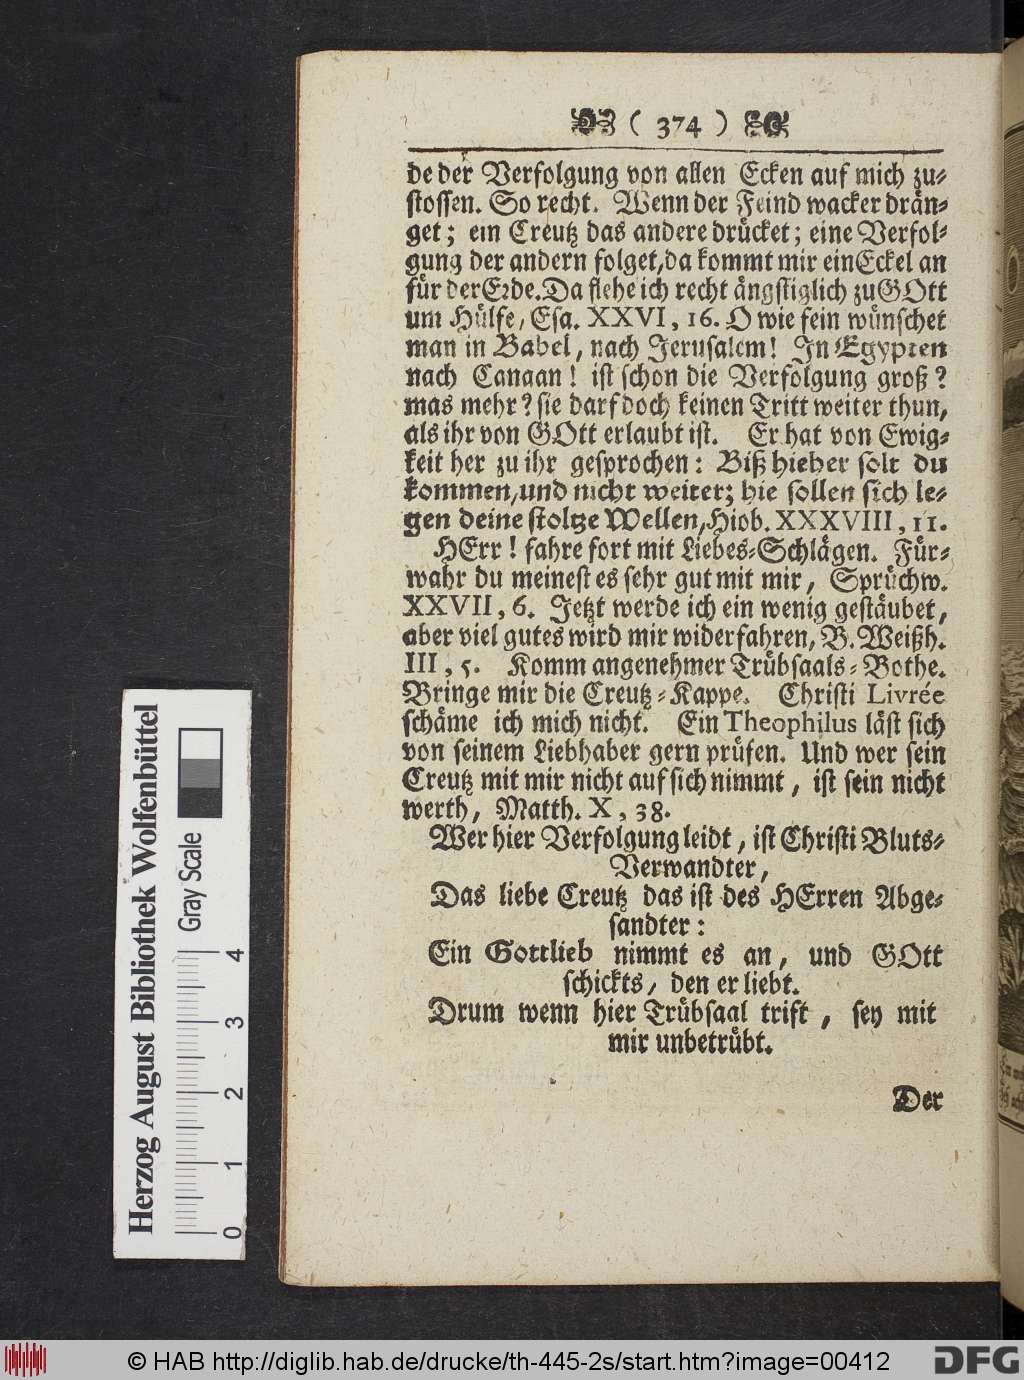 ( 374 )
de der Verfolgung von allen Ecken auf mich zu-
stossen. So recht. Wenn der Feind wacker drän-
get; ein Creutz das andere drücket; eine Verfol-
gung der andern folget, da kommt mir ein Eckel an
für der Erde. Da flehe ich recht ängstiglich zu GOtt
um Hülfe, Esa. XXVI, 16. O wie fein wünschet
man in Babel, nach Jerusalem! In Egypten
nach Canaan! ist schon die Verfolgung groß?
was mehr? sie darf doch keinen Tritt weiter thun,
als ihr von GOtt erlaubt ist. Er hat von Ewig-
keit her zu ihr gesprochen: Biß hieher solt du
kommen, und nicht weiter; hie sollen sich le-
gen deine stoltze Wellen, Hiob. XXXVIII, 11.
HErr! fahre fort mit Liebes-Schlägen. Für-
wahr du meinest es sehr gut mit mir, Sprüchw.
XXVII, 6. Jetzt werde ich ein wenig gestäubet,
aber viel gutes wird mir widerfahren, B. Weißh.
III, 5. Komm angenehmer Trübsaals-Bothe.
Bringe mir die Creutz-Kappe. Christi Livrée
schäme ich mich nicht. Ein Theophilus läst sich
von seinem Liebhaber gern prüfen. Und wer sein
Creutz mit mir nicht auf sich nimmt, ist sein nicht
werth, Matth. X, 38.
Wer hier Verfolgung leidt, ist Christi Bluts-
Verwandter,
Das liebe Creutz das ist des HErren Abge-
sandter:
Ein Gottlieb nimmt es an, und GOtt
schickts, den er liebt.
Drum wenn hier Trübsaal trift, sey mit
mir unbetrübt.
Der
Herzog August Bibliothek Wolfenbüttel
Gray Scale
0 1 2 3 4
© HAB http://diglib.hab.de/drucke/th-445-2s/start.htm?image=00412
DFG